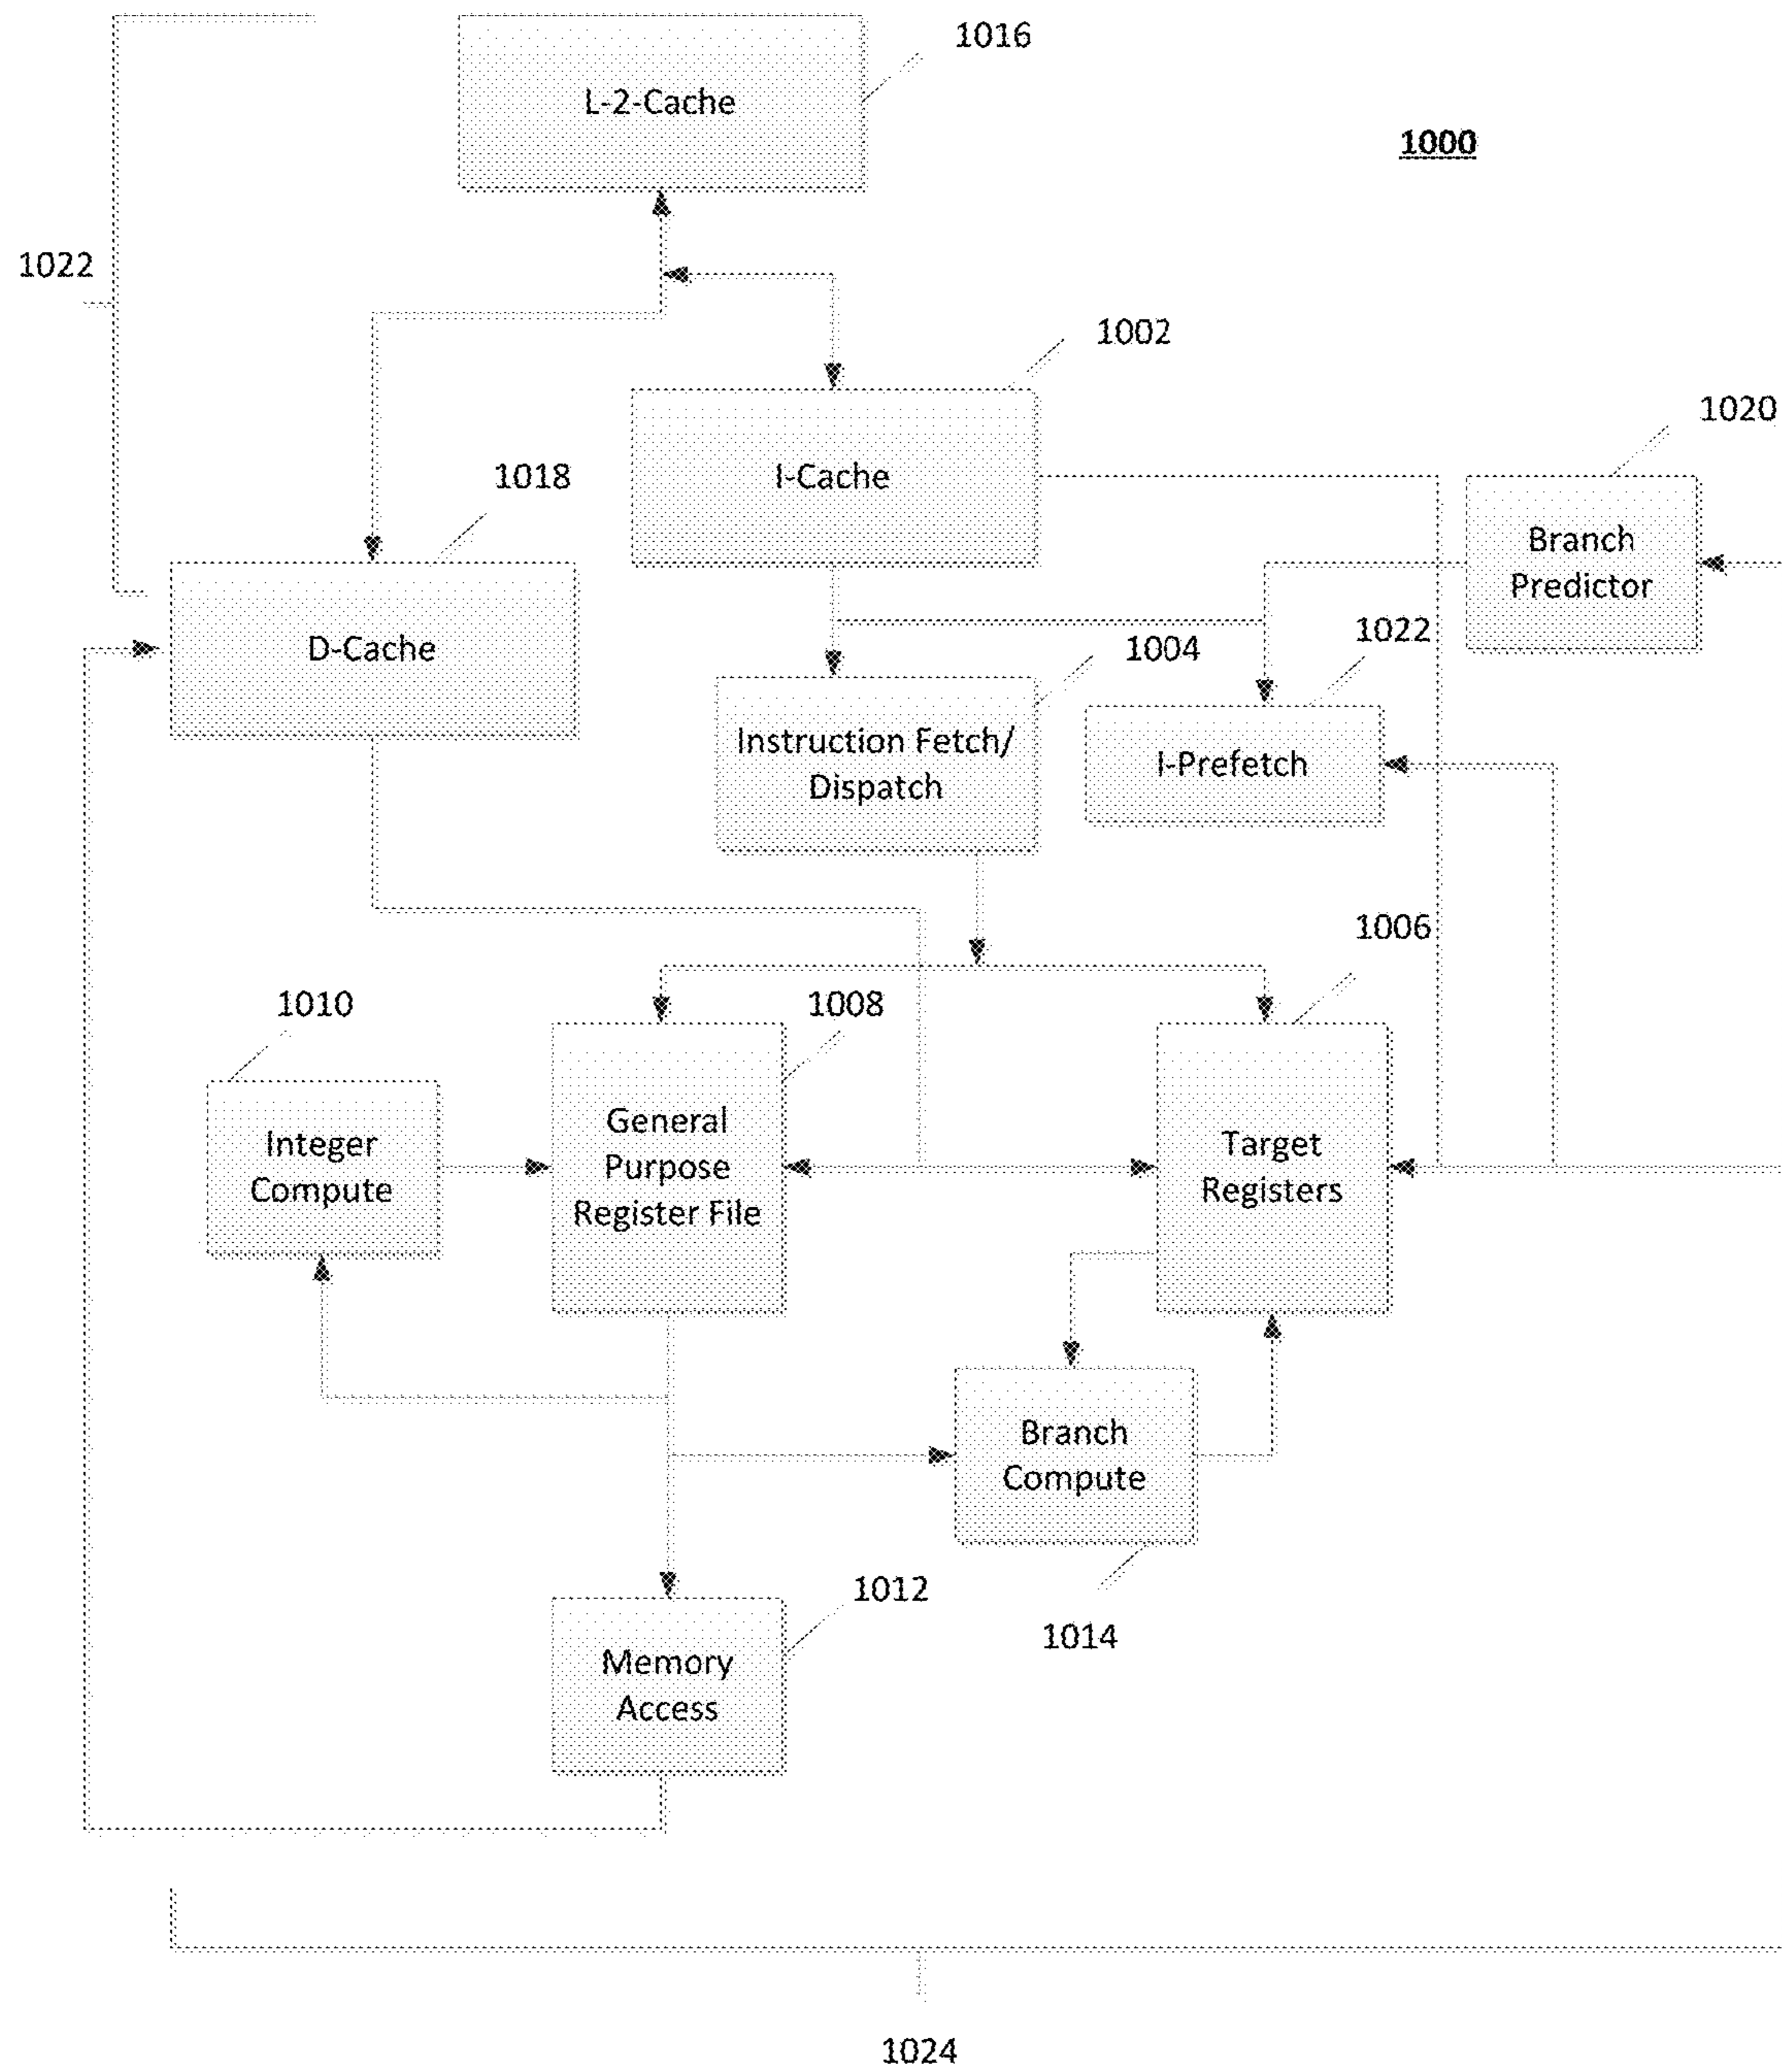 1016
L-2-Cache
1000
1022
1002
1020
I-Cache
1018
Branch
Predictor
D-Cache
1004
1022
Instruction Fetch/
Dispatch
I-Prefetch
1006
1010
1008
General
Purpose
Register File
Integer
Compute
Target
Registers
Branch
Compute
1012
1014
Memory
Access
1024